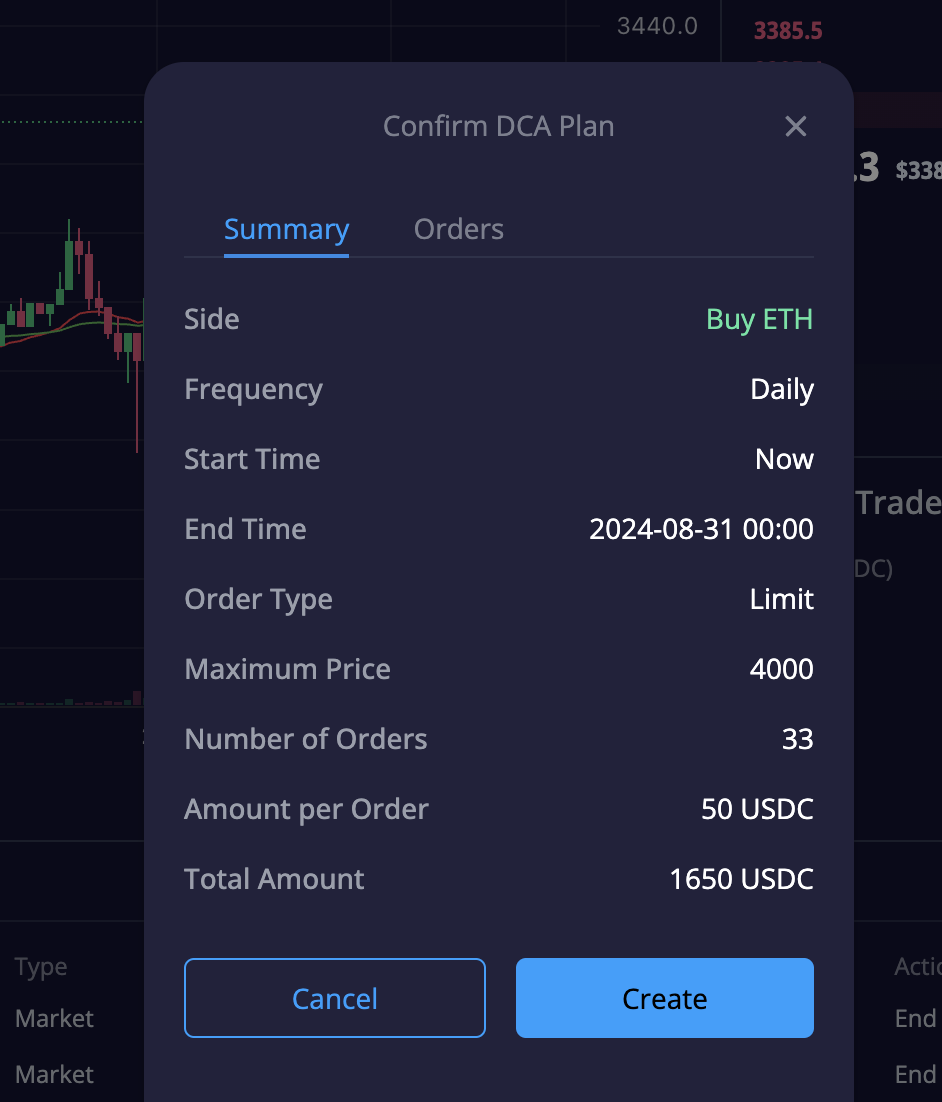 3440.0
3385.5
Confirm DCA Plan
.3 $338
Summary Orders
Side Buy ETH
Frequency Daily
Start Time Now
Trade
End Time 2024-08-31 00:00
DC)
Order Type Limit
Maximum Price 4000
Number of Orders 33
Amount per Order 50 USDC
Total Amount 1650 USDC
Type Actio
Cancel Create
Market End
Market End